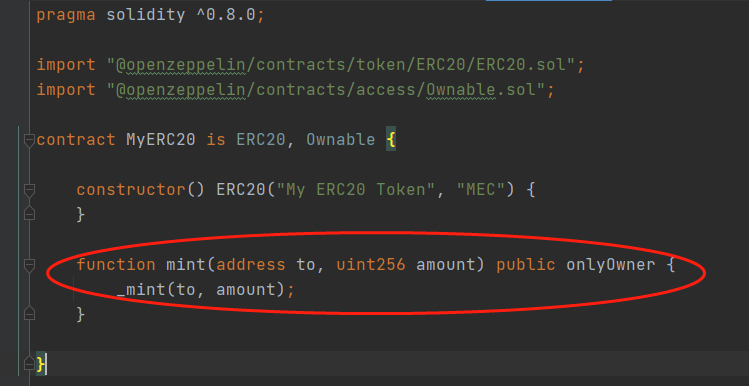 pragma solidity ^0.8.0;
import "@openzeppelin/contracts/token/ERC20/ERC20.sol";
import "@openzeppelin/contracts/access/Ownable.sol";
contract MyERC20 is ERC20, Ownable {
constructor() ERC20("My ERC20 Token", "MEC") {
}
function mint(address to, uint256 amount) public onlyOwner {
_mint(to, amount);
}
}